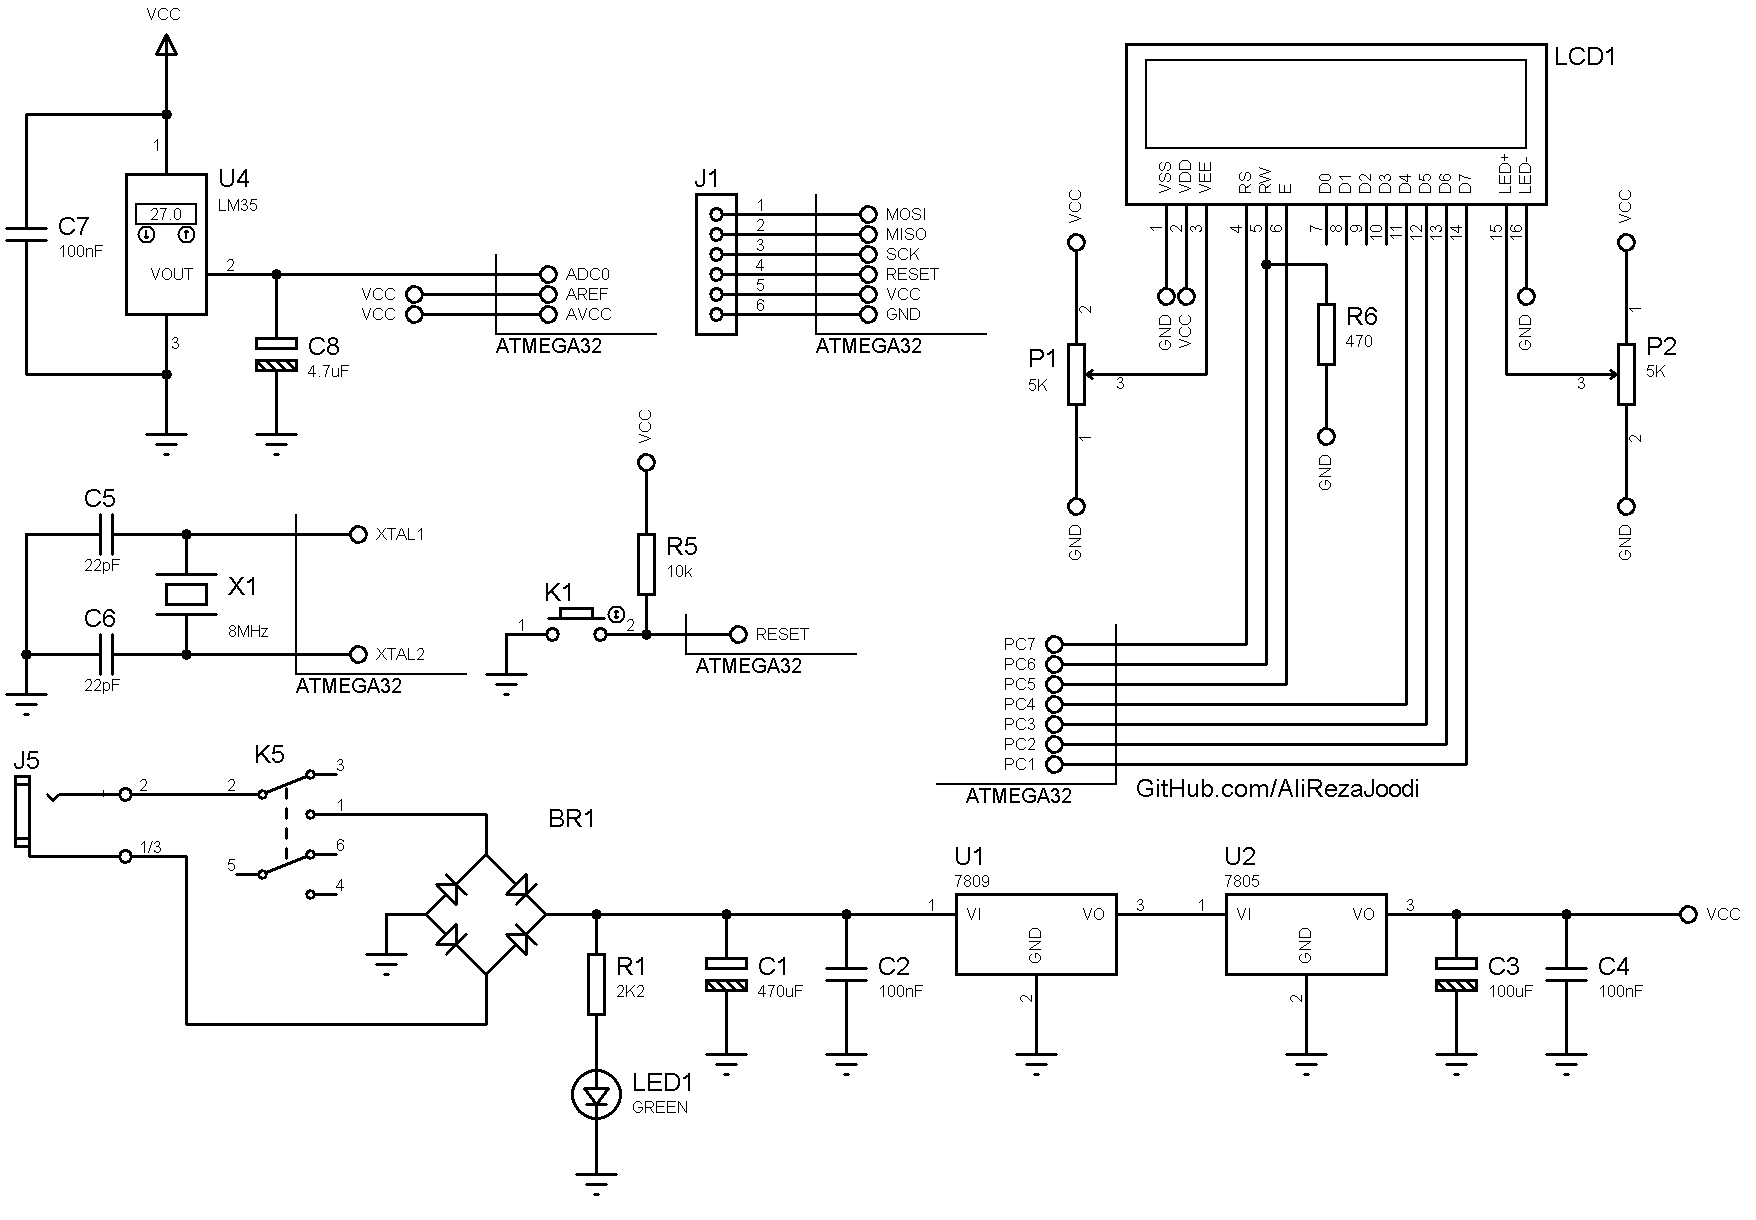 VCC
1
U4
LM35
27.0
C7
100nF
VOUT
2
3
C8
4.7uF
ADC0
VCC
AREF
VCC
AVCC
ATMEGA32
J1
1
MOSI
2
MISO
3
SCK
4
RESET
5
VCC
6
GND
ATMEGA32
LCD1
VSS
VDD
VEE
RS
RW
E
D0
D1
D2
D3
D4
D5
D6
D7
LED+
LED-
1
2
3
4
5
6
7
8
9
10
11
12
13
14
15
16
GND
VCC
GND
VCC
2
P1
5K
3
1
GND
R6
470
GND
VCC
1
P2
5K
3
2
GND
C5
22pF
XTAL1
X1
8MHz
C6
22pF
XTAL2
ATMEGA32
VCC
R5
10k
K1
1
2
RESET
ATMEGA32
PC7
PC6
PC5
PC4
PC3
PC2
PC1
ATMEGA32
GitHub.com/AliRezaJoodi
J5
2
1/3
K5
2
3
1
5
6
4
BR1
R1
2K2
LED1
GREEN
C1
470uF
C2
100nF
U1
7809
1
VI
VO
3
GND
2
U2
7805
1
VI
VO
3
GND
2
C3
100uF
C4
100nF
VCC